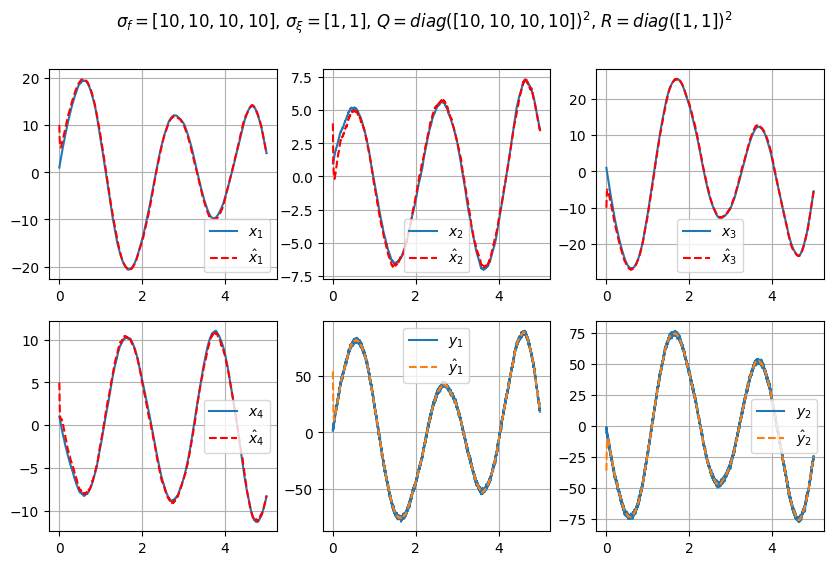 σ_f = [10, 10, 10, 10], σ_ξ = [1, 1], Q = diag([10, 10, 10, 10])², R = diag([1, 1])²
20
10
0
−10
−20
0 2 4
x₁
x̂₁
7.5
5.0
2.5
0.0
−2.5
−5.0
−7.5
0 2 4
x₂
x̂₂
20
10
0
−10
−20
0 2 4
x₃
x̂₃
10
5
0
−5
−10
0 2 4
x₄
x̂₄
50
0
−50
0 2 4
y₁
ŷ₁
75
50
25
0
−25
−50
−75
0 2 4
y₂
ŷ₂